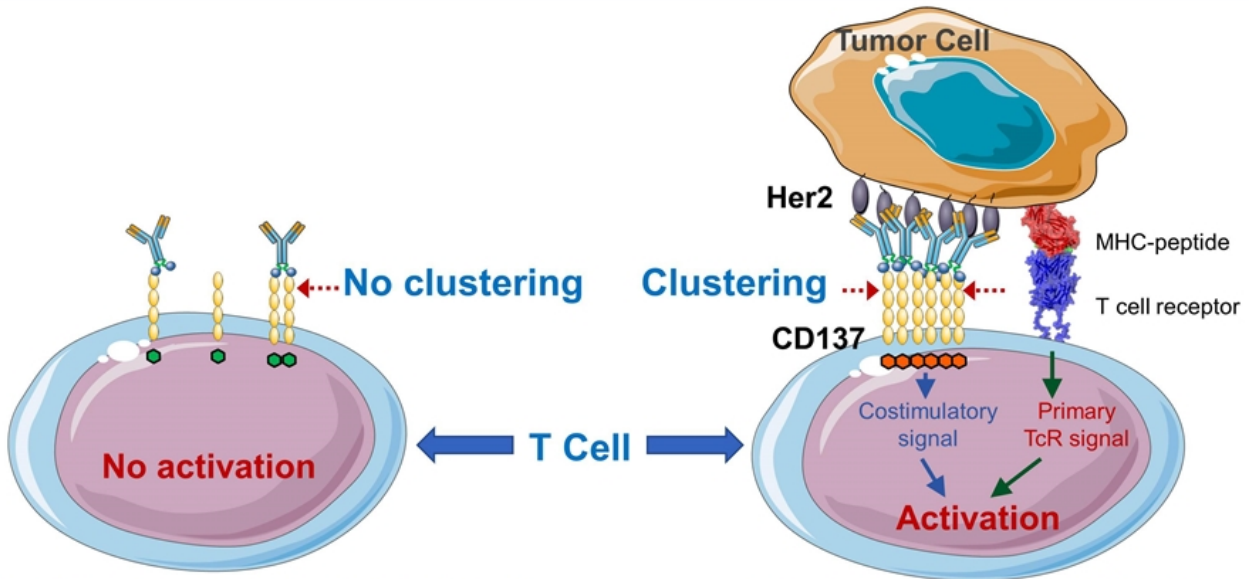 Tumor Cell
Her2
MHC-peptide
No clustering
Clustering
T cell receptor
CD137
Costimulatory
signal
Primary
TcR signal
T Cell
No activation
Activation